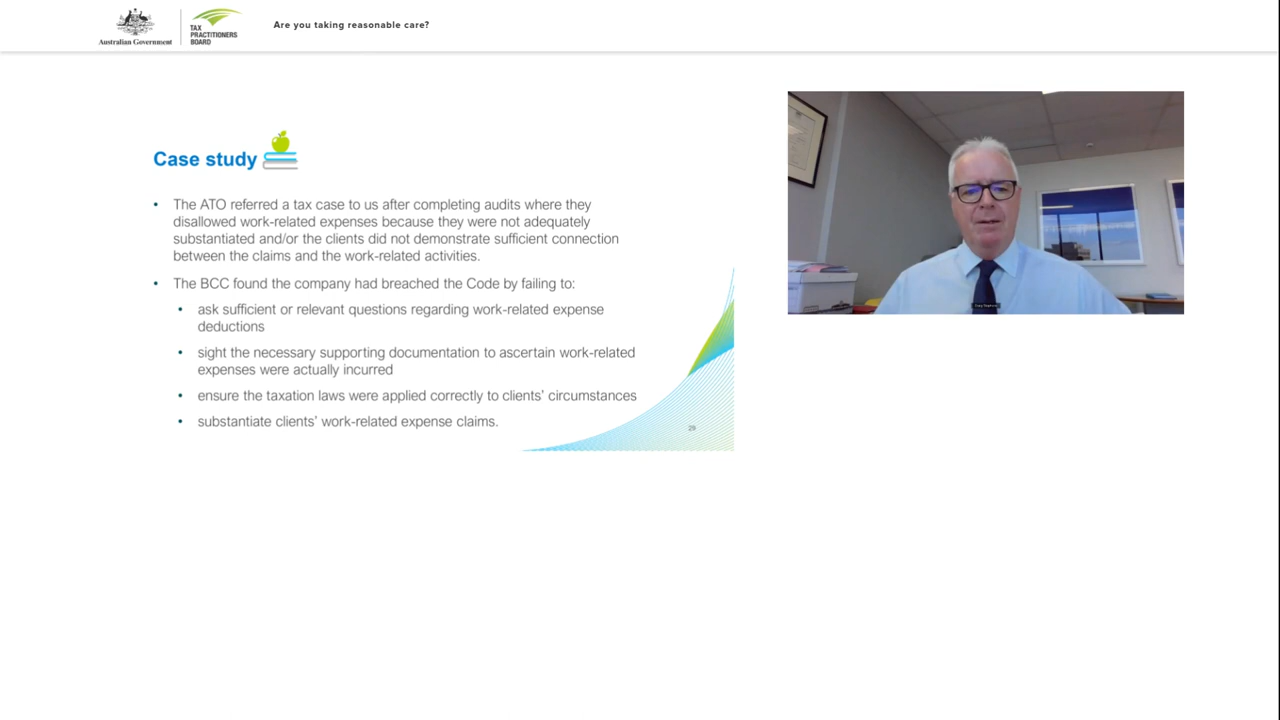 Australian Government
TAX
PRACTITIONERS
BOARD
Are you taking reasonable care?
Case study
• The ATO referred a tax case to us after completing audits where they
disallowed work-related expenses because they were not adequately
substantiated and/or the clients did not demonstrate sufficient connection
between the claims and the work-related activities.
• The BCC found the company had breached the Code by failing to:
• ask sufficient or relevant questions regarding work-related expense
deductions
• sight the necessary supporting documentation to ascertain work-related
expenses were actually incurred
• ensure the taxation laws were applied correctly to clients' circumstances
• substantiate clients' work-related expense claims.
29